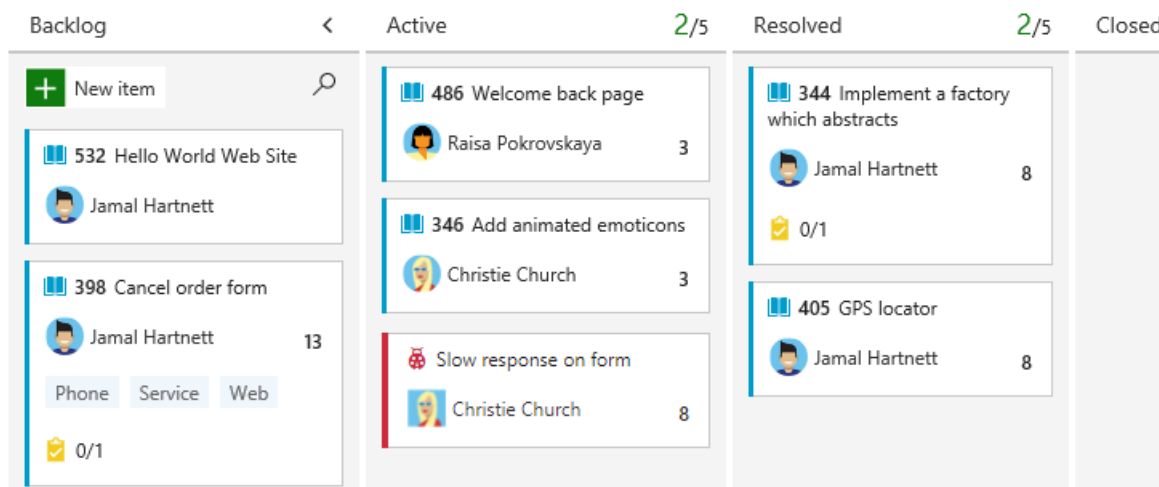 Backlog
New item
532 Hello World Web Site
Jamal Hartnett
398 Cancel order form
Jamal Hartnett 13
Phone Service Web
0/1
Active 2/5
486 Welcome back page
Raisa Pokrovskaya 3
346 Add animated emoticons
Christie Church 3
Slow response on form
Christie Church 8
Resolved 2/5
344 Implement a factory
which abstracts
Jamal Hartnett 8
0/1
405 GPS locator
Jamal Hartnett 8
Closed